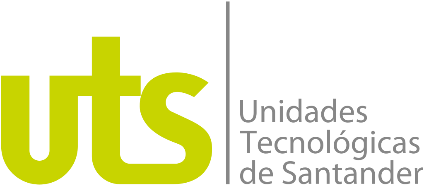 uts
Unidades
Tecnológicas
de Santander